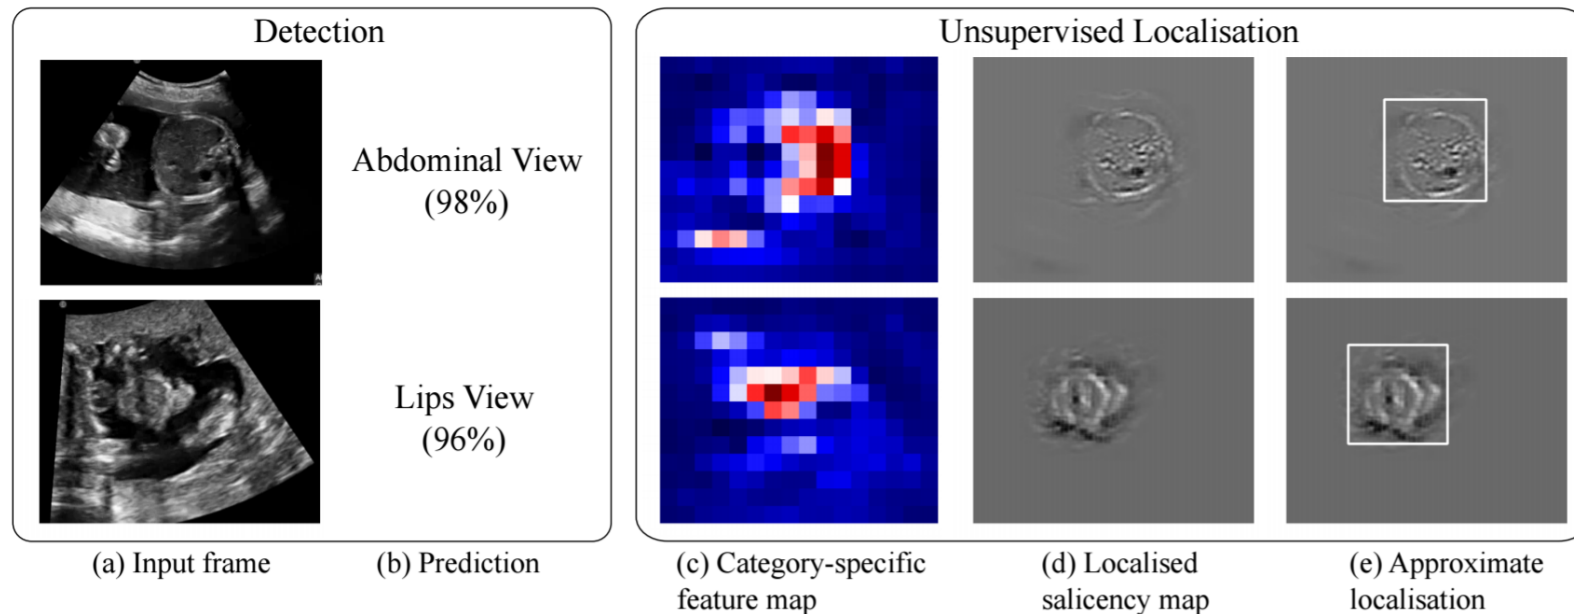 Detection
Unsupervised Localisation
Abdominal View
(98%)
Lips View
(96%)
(a) Input frame
(b) Prediction
(c) Category-specific
feature map
(d) Localised
salicency map
(e) Approximate
localisation